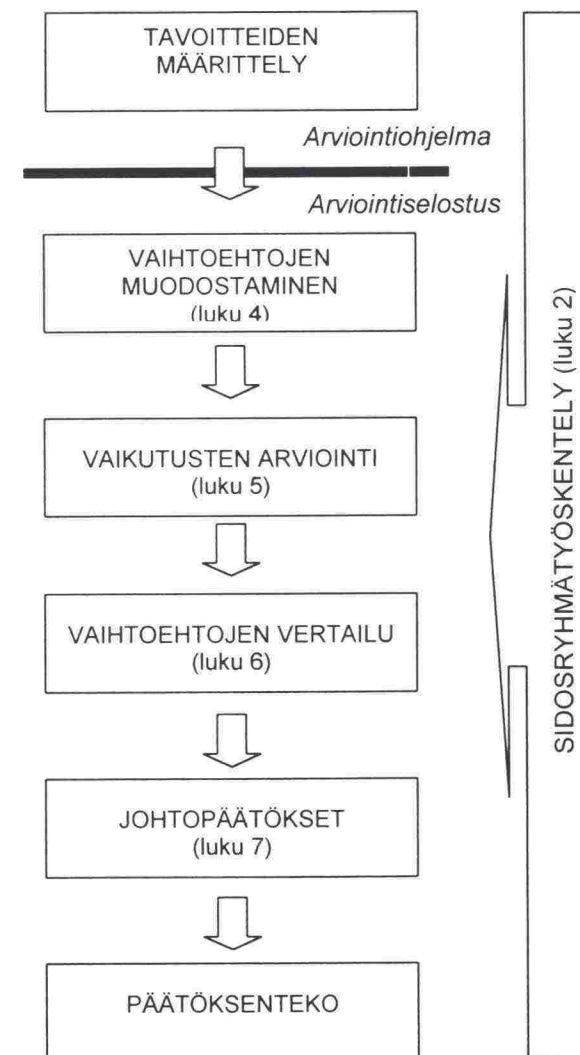 TAVOITTEIDEN
MÄÄRITTELY
Arviointiohjelma
Arviointiselostus
VAIHTOEHTOJEN
MUODOSTAMINEN
(luku 4)
VAIKUTUSTEN ARVIOINTI
(luku 5)
VAIHTOEHTOJEN VERTAILU
(luku 6)
JOHTOPÄÄTÖKSET
(luku 7)
PÄÄTÖKSENTEKO
SIDOSRYHMÄTYÖSKENTELY (luku 2)